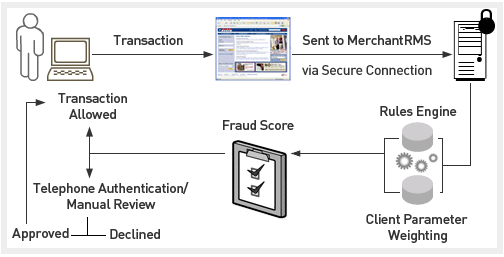 Transaction
Sent to MerchantRMS
via Secure Connection
Transaction
Allowed
Fraud Score
Rules Engine
Telephone Authentication/
Manual Review
Client Parameter
Weighting
Approved
Declined